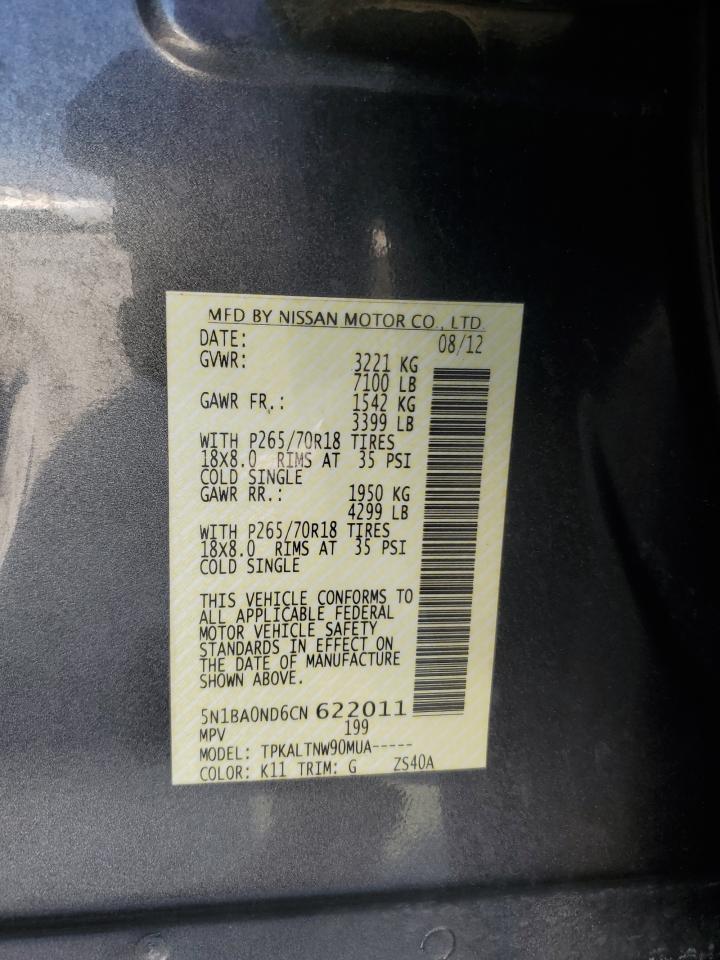 MFD BY NISSAN MOTOR CO., LTD.
DATE: 08/12
GVWR: 3221 KG
7100 LB
GAWR FR.: 1542 KG
3399 LB
WITH P265/70R18 TIRES
18X8.0 RIMS AT 35 PSI
COLD SINGLE
GAWR RR.: 1950 KG
4299 LB
WITH P265/70R18 TIRES
18X8.0 RIMS AT 35 PSI
COLD SINGLE
THIS VEHICLE CONFORMS TO
ALL APPLICABLE FEDERAL
MOTOR VEHICLE SAFETY
STANDARDS IN EFFECT ON
THE DATE OF MANUFACTURE
SHOWN ABOVE.
5N1BA0ND6CN 622011
MPV 199
MODEL: TPKALTNW90MUA-----
COLOR: K11 TRIM: G ZS40A